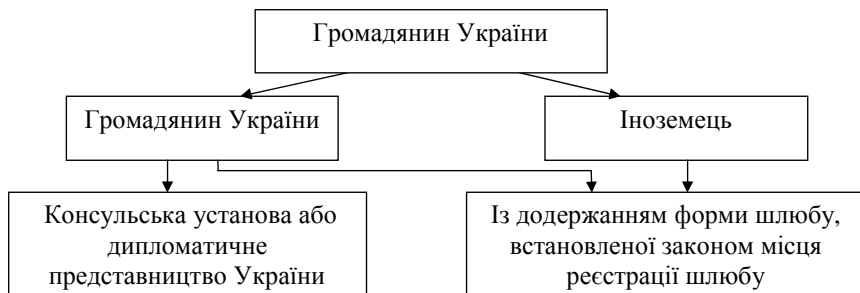 Громадянин України
Громадянин України
Іноземець
Консульська установа або
дипломатичне
представництво України
Із додержанням форми шлюбу,
встановленої законом місця
реєстрації шлюбу